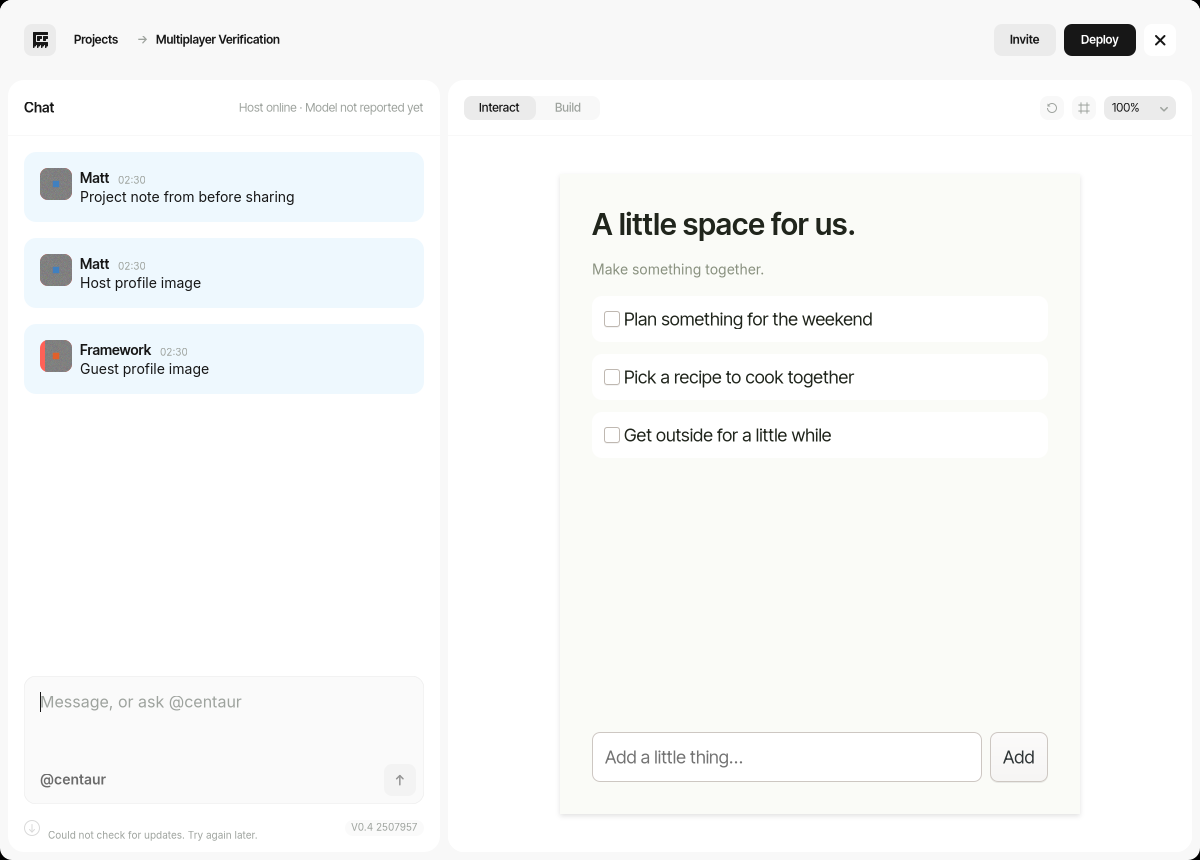 Projects → Multiplayer Verification
Invite
Deploy
Chat
Host online · Model not reported yet
Matt 02:30
Project note from before sharing
Matt 02:30
Host profile image
Framework 02:30
Guest profile image
Message, or ask @centaur
@centaur
Could not check for updates. Try again later.
V0.4 2507957
Interact
Build
100%
A little space for us.
Make something together.
Plan something for the weekend
Pick a recipe to cook together
Get outside for a little while
Add a little thing...
Add